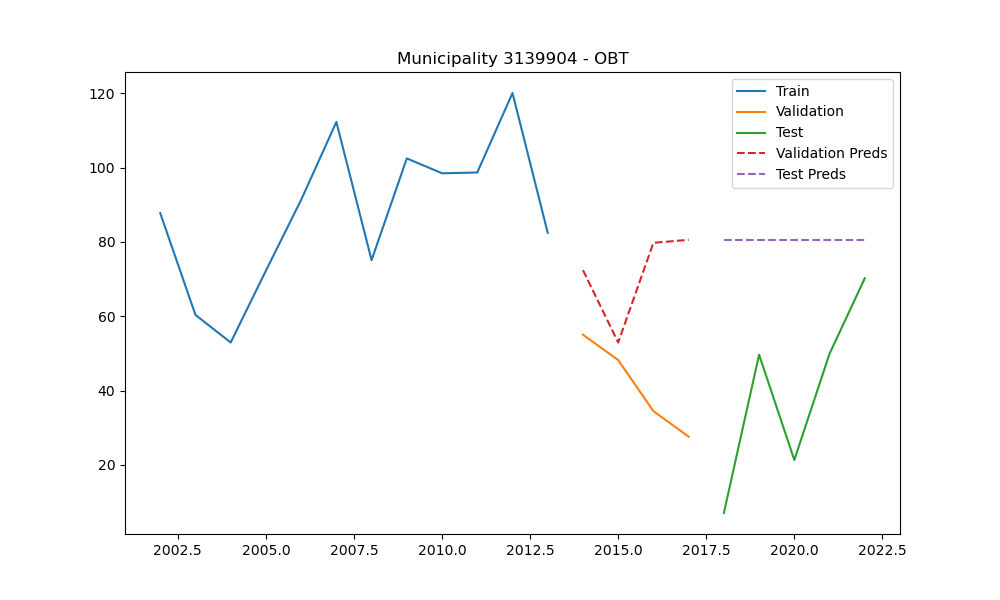 Municipality 3139904 - OBT
120
100
80
60
40
20
2002.5 2005.0 2007.5 2010.0 2012.5 2015.0 2017.5 2020.0 2022.5
Train
Validation
Test
Validation Preds
Test Preds